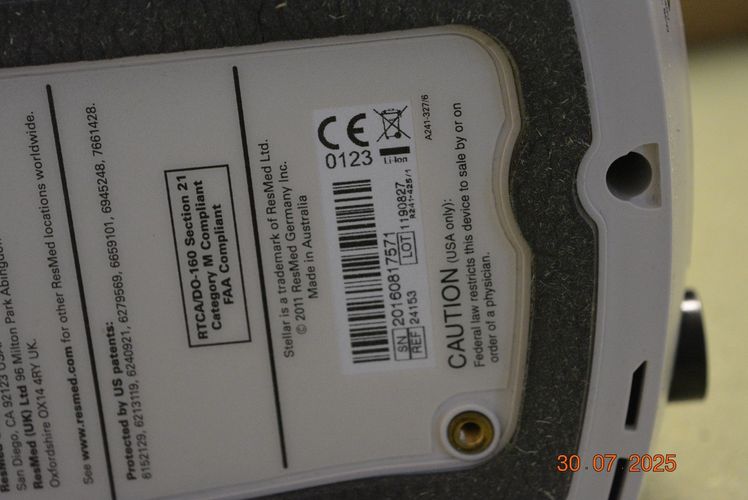 ResMed
San Diego, CA 92123 USA
ResMed (UK) Ltd 96 Milton Park Abingdon
Oxfordshire OX14 4RY UK.
See www.resmed.com for other ResMed locations worldwide.
Protected by US patents:
6152129, 6213119, 6240921, 6279569, 6659101, 6945248, 7661428.
RTCA/DO-160 Section 21
Category M Compliant
FAA Compliant
Stellar is a trademark of ResMed Ltd.
© 2011 ResMed Germany Inc.
Made in Australia
CE
0123
Li-Ion
SN 20160817571
REF 24153
LOT 1190827
R241-425/1
A241-327/6
CAUTION (USA only):
Federal law restricts this device to sale by or on
order of a physician.
30.07.2025